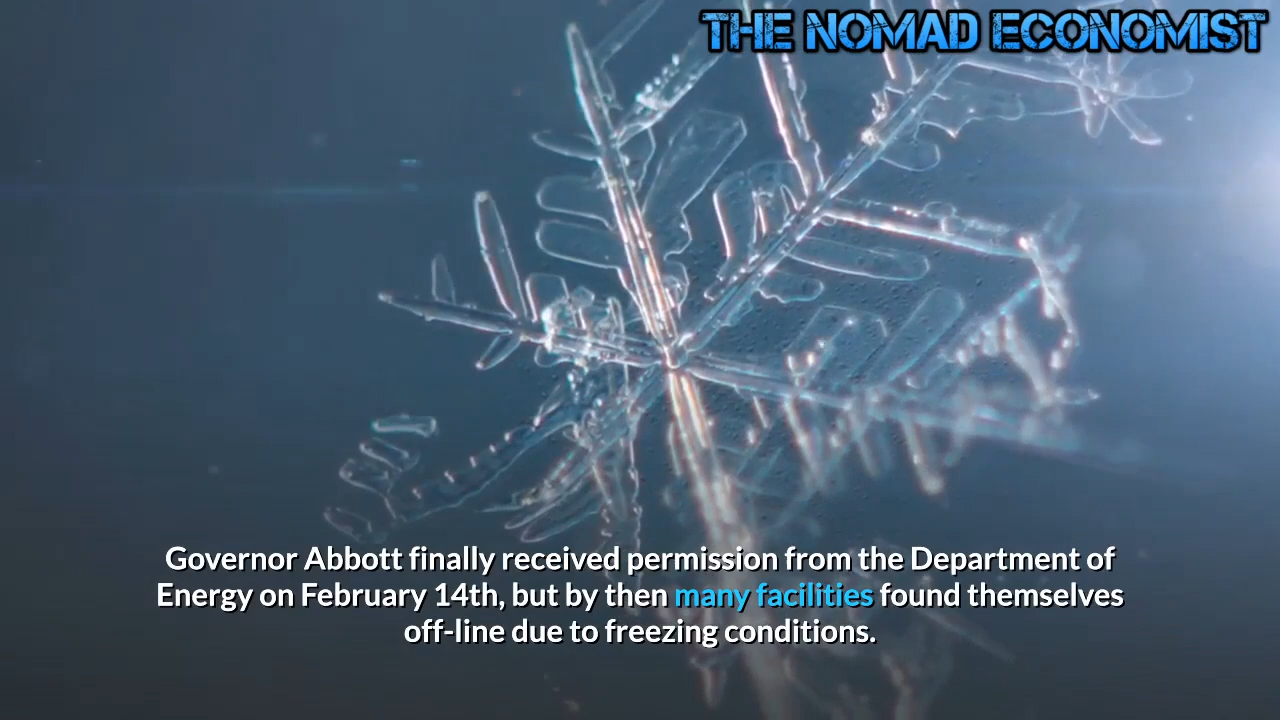 THE NOMAD ECONOMIST
Governor Abbott finally received permission from the Department of
Energy on February 14th, but by then many facilities found themselves
off-line due to freezing conditions.